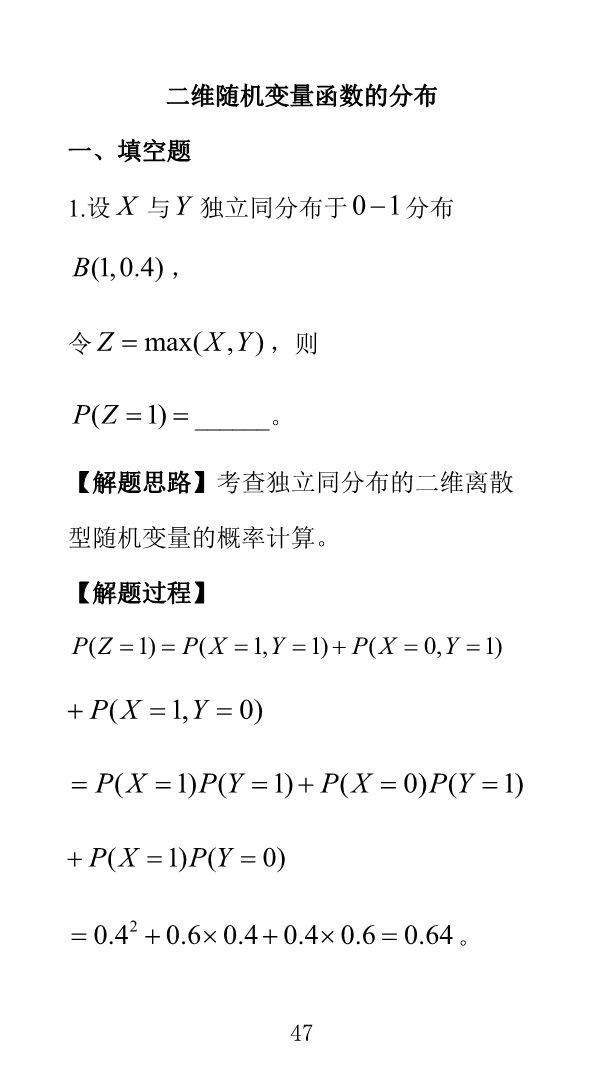 二维随机变量函数的分布
一、填空题
1.设 X 与 Y 独立同分布于 0−1 分布
B(1,0.4)，
令 Z = max(X,Y)，则
P(Z = 1) = ______。
【解题思路】考查独立同分布的二维离散
型随机变量的概率计算。
【解题过程】
P(Z = 1) = P(X = 1,Y = 1) + P(X = 0,Y = 1)
+ P(X = 1,Y = 0)
= P(X = 1)P(Y = 1) + P(X = 0)P(Y = 1)
+ P(X = 1)P(Y = 0)
= 0.4² + 0.6×0.4 + 0.4×0.6 = 0.64。
47